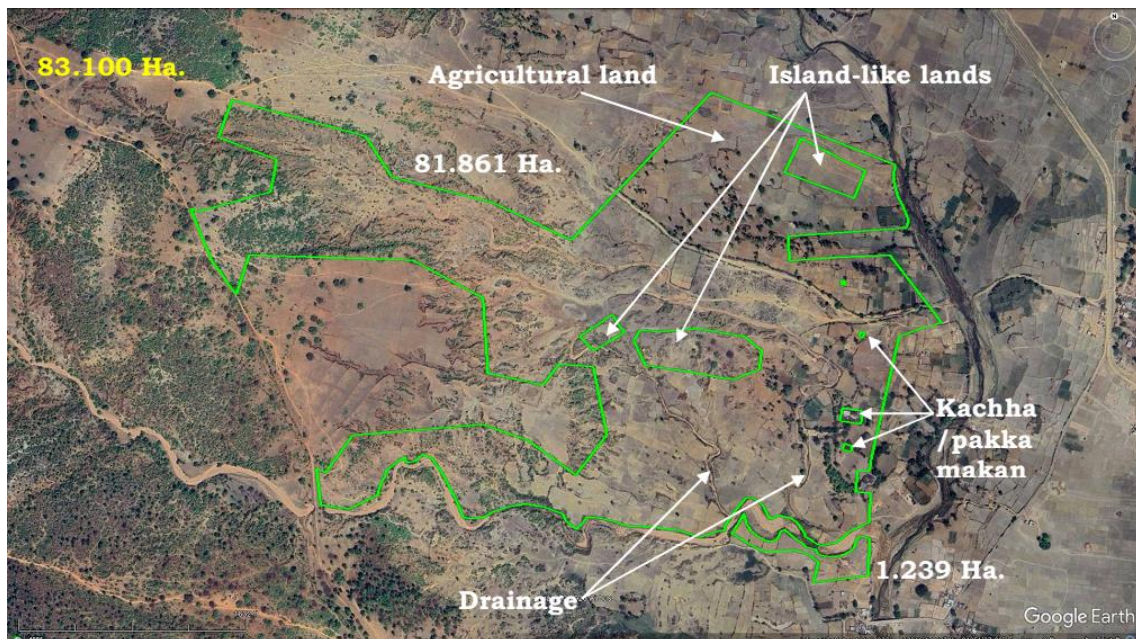 83.100 Ha.
Agricultural land
Island-like lands
81.861 Ha.
Kachha
/pakka
makan
1.239 Ha.
Drainage
Google Earth